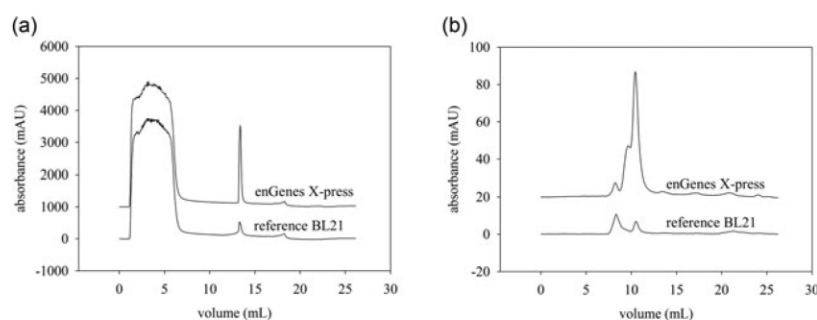 (a)
6000
5000
4000
3000
2000
1000
0
-1000
absorbance (mAU)
enGenes X-press
reference BL21
0 5 10 15 20 25 30
volume (mL)
(b)
100
80
60
40
20
0
-20
absorbance (mAU)
enGenes X-press
reference BL21
0 5 10 15 20 25 30
volume (mL)